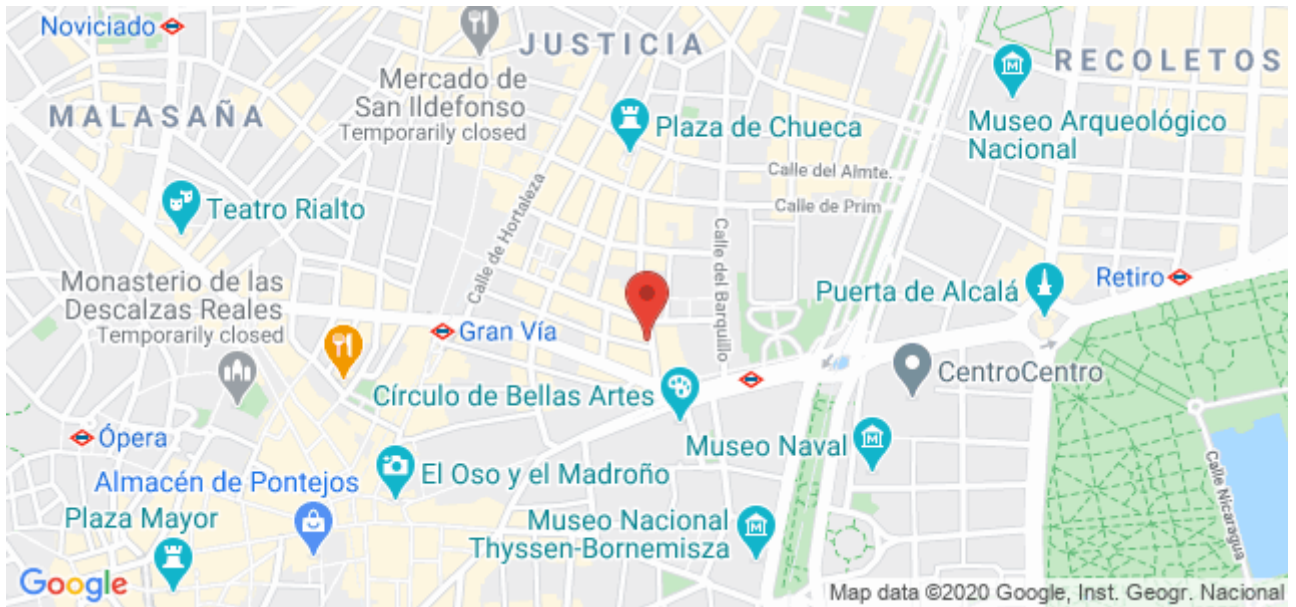 Noviciado
JUSTICIA
RECOLETOS
Mercado de
San Ildefonso
Temporarily closed
MALASAÑA
Plaza de Chueca
Museo Arqueológico
Nacional
Calle del Almte.
Calle de Prim
Teatro Rialto
Calle de Hortaleza
Calle del Barquillo
Monasterio de las
Descalzas Reales
Temporarily closed
Retiro
Puerta de Alcalá
Gran Vía
CentroCentro
Círculo de Bellas Artes
Ópera
Museo Naval
El Oso y el Madroño
Almacén de Pontejos
Calle Nicaragua
Plaza Mayor
Museo Nacional
Thyssen-Bornemisza
Google
Map data ©2020 Google, Inst. Geogr. Nacional